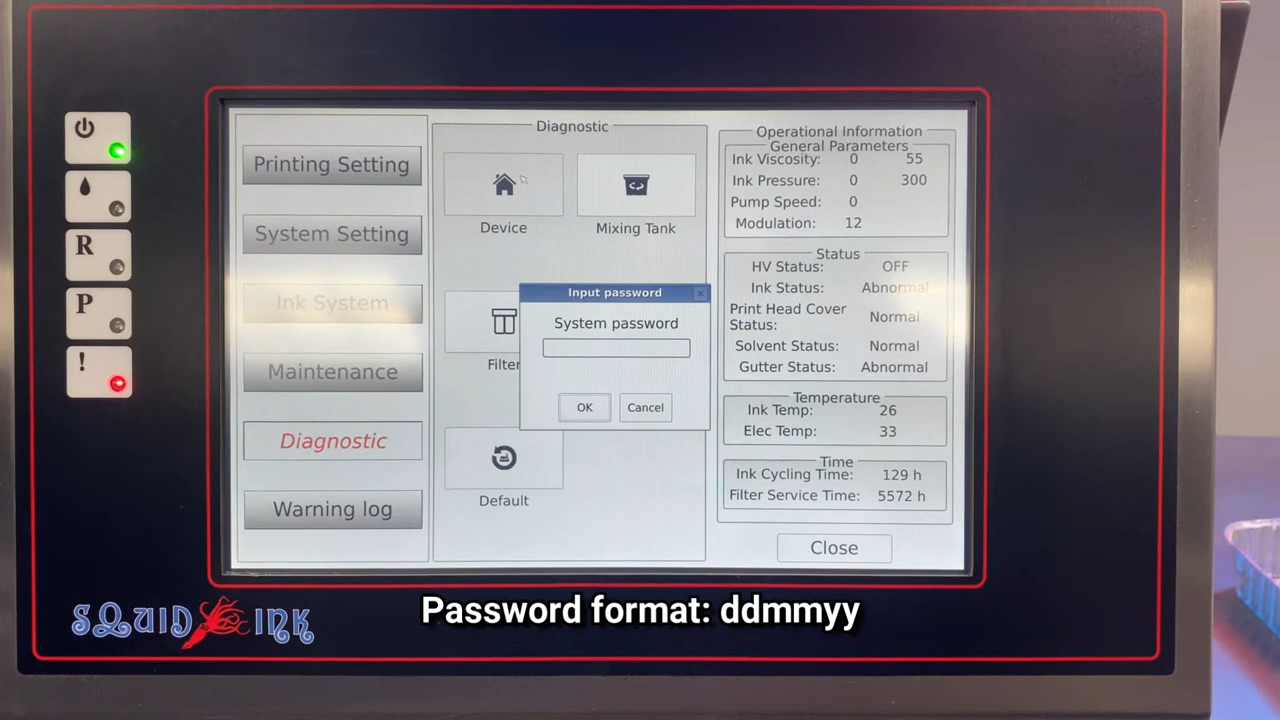 R
P
!
Printing Setting
System Setting
Ink System
Maintenance
Diagnostic
Warning log
Diagnostic
Device
Mixing Tank
Filter
Default
Input password
System password
OK
Cancel
Operational Information
General Parameters
Ink Viscosity: 0 55
Ink Pressure: 0 300
Pump Speed: 0
Modulation: 12
Status
HV Status: OFF
Ink Status: Abnormal
Print Head Cover
Status: Normal
Solvent Status: Normal
Gutter Status: Abnormal
Temperature
Ink Temp: 26
Elec Temp: 33
Time
Ink Cycling Time: 129 h
Filter Service Time: 5572 h
Close
SQUID INK
Password format: ddmmyy